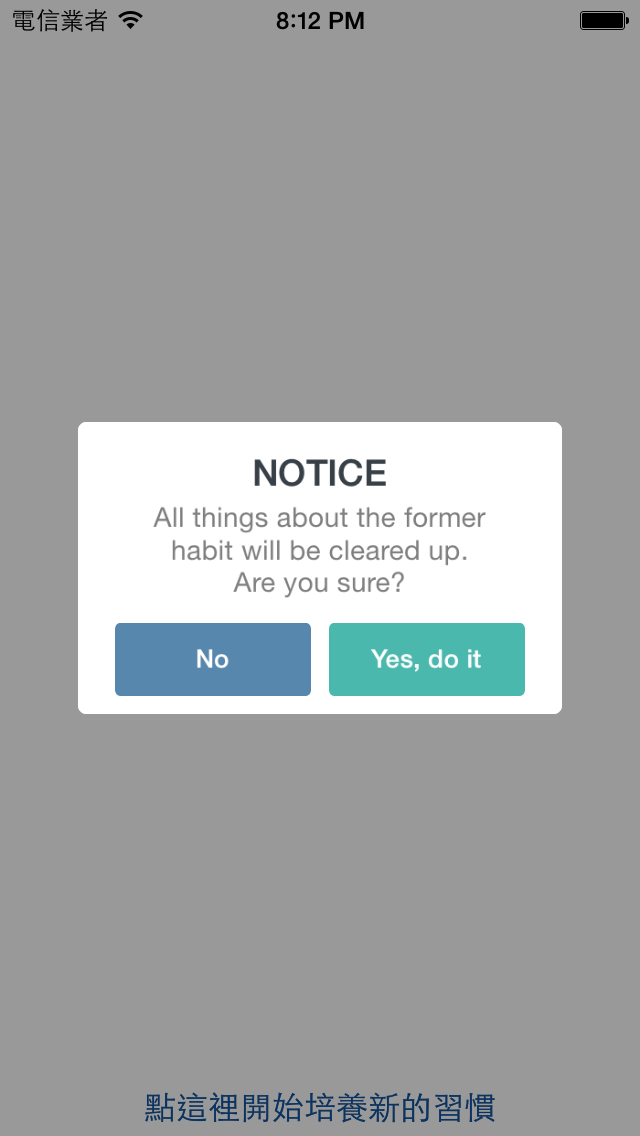 電信業者 8:12 PM
NOTICE
All things about the former
habit will be cleared up.
Are you sure?
No Yes, do it
點這裡開始培養新的習慣